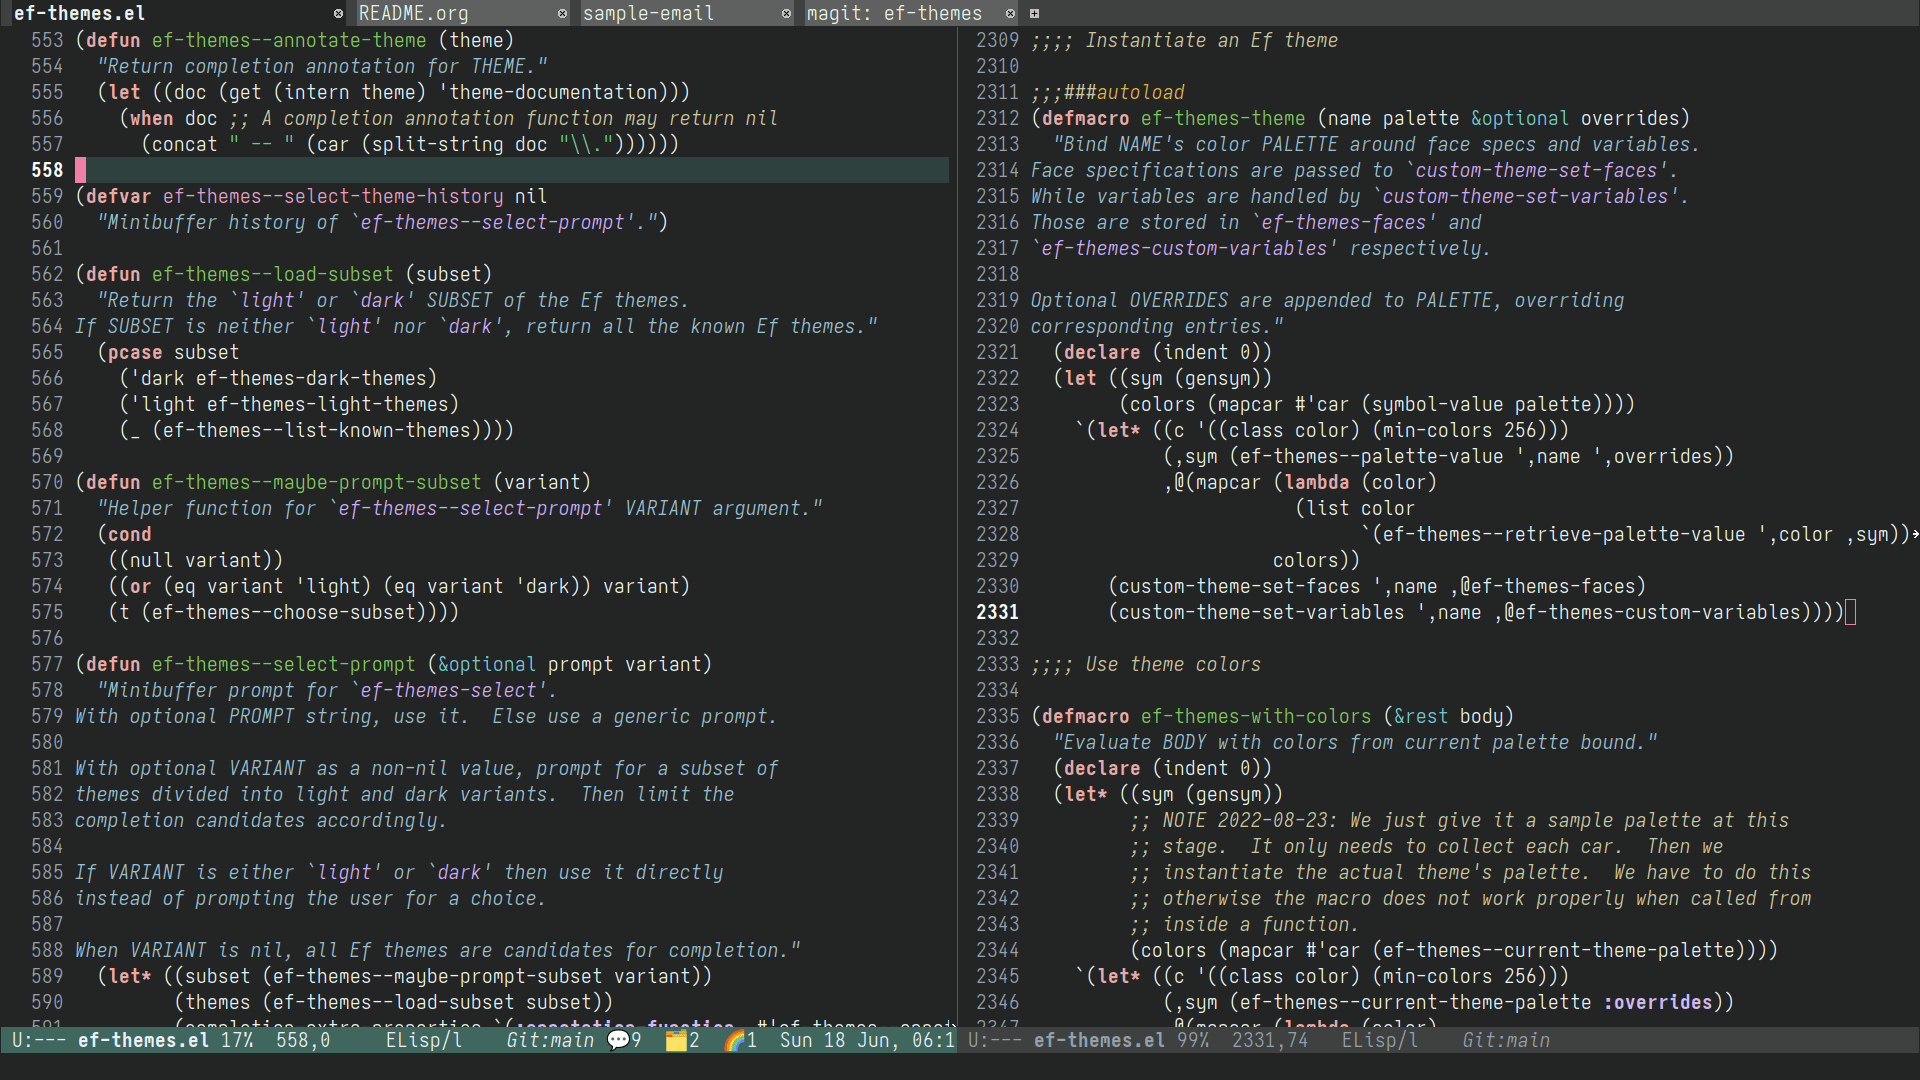 ef-themes.el README.org sample-email magit: ef-themes
553 (defun ef-themes--annotate-theme (theme)
554   "Return completion annotation for THEME."
555   (let ((doc (get (intern theme) 'theme-documentation)))
556     (when doc ;; A completion annotation function may return nil
557       (concat " -- " (car (split-string doc "\\."))))))
558
559 (defvar ef-themes--select-theme-history nil
560   "Minibuffer history of `ef-themes--select-prompt'.")
561
562 (defun ef-themes--load-subset (subset)
563   "Return the `light' or `dark' SUBSET of the Ef themes.
564 If SUBSET is neither `light' nor `dark', return all the known Ef themes."
565   (pcase subset
566     ('dark ef-themes-dark-themes)
567     ('light ef-themes-light-themes)
568     (_ (ef-themes--list-known-themes))))
569
570 (defun ef-themes--maybe-prompt-subset (variant)
571   "Helper function for `ef-themes--select-prompt' VARIANT argument."
572   (cond
573    ((null variant))
574    ((or (eq variant 'light) (eq variant 'dark)) variant)
575    (t (ef-themes--choose-subset))))
576
577 (defun ef-themes--select-prompt (&optional prompt variant)
578   "Minibuffer prompt for `ef-themes-select'.
579 With optional PROMPT string, use it.  Else use a generic prompt.
580
581 With optional VARIANT as a non-nil value, prompt for a subset of
582 themes divided into light and dark variants.  Then limit the
583 completion candidates accordingly.
584
585 If VARIANT is either `light' or `dark' then use it directly
586 instead of prompting the user for a choice.
587
588 When VARIANT is nil, all Ef themes are candidates for completion."
589   (let* ((subset (ef-themes--maybe-prompt-subset variant))
590          (themes (ef-themes--load-subset subset))
U:--- ef-themes.el 17%  558,0     ELisp/l    Git:main 💬9  🗂️2  🌈1  Sun 18 Jun, 06:1
2309 ;;;; Instantiate an Ef theme
2310
2311 ;;;###autoload
2312 (defmacro ef-themes-theme (name palette &optional overrides)
2313   "Bind NAME's color PALETTE around face specs and variables.
2314 Face specifications are passed to `custom-theme-set-faces'.
2315 While variables are handled by `custom-theme-set-variables'.
2316 Those are stored in `ef-themes-faces' and
2317 `ef-themes-custom-variables' respectively.
2318
2319 Optional OVERRIDES are appended to PALETTE, overriding
2320 corresponding entries."
2321   (declare (indent 0))
2322   (let ((sym (gensym))
2323         (colors (mapcar #'car (symbol-value palette))))
2324     `(let* ((c '((class color) (min-colors 256)))
2325             (,sym (ef-themes--palette-value ',name ',overrides))
2326             ,@(mapcar (lambda (color)
2327                         (list color
2328                               `(ef-themes--retrieve-palette-value ',color ,sym))
2329                       colors))
2330        (custom-theme-set-faces ',name ,@ef-themes-faces)
2331        (custom-theme-set-variables ',name ,@ef-themes-custom-variables))))
2332
2333 ;;;; Use theme colors
2334
2335 (defmacro ef-themes-with-colors (&rest body)
2336   "Evaluate BODY with colors from current palette bound."
2337   (declare (indent 0))
2338   (let* ((sym (gensym))
2339          ;; NOTE 2022-08-23: We just give it a sample palette at this
2340          ;; stage.  It only needs to collect each car.  Then we
2341          ;; instantiate the actual theme's palette.  We have to do this
2342          ;; otherwise the macro does not work properly when called from
2343          ;; inside a function.
2344          (colors (mapcar #'car (ef-themes--current-theme-palette))))
2345     `(let* ((c '((class color) (min-colors 256)))
2346             (,sym (ef-themes--current-theme-palette :overrides))
U:--- ef-themes.el 99%  2331,74   ELisp/l    Git:main